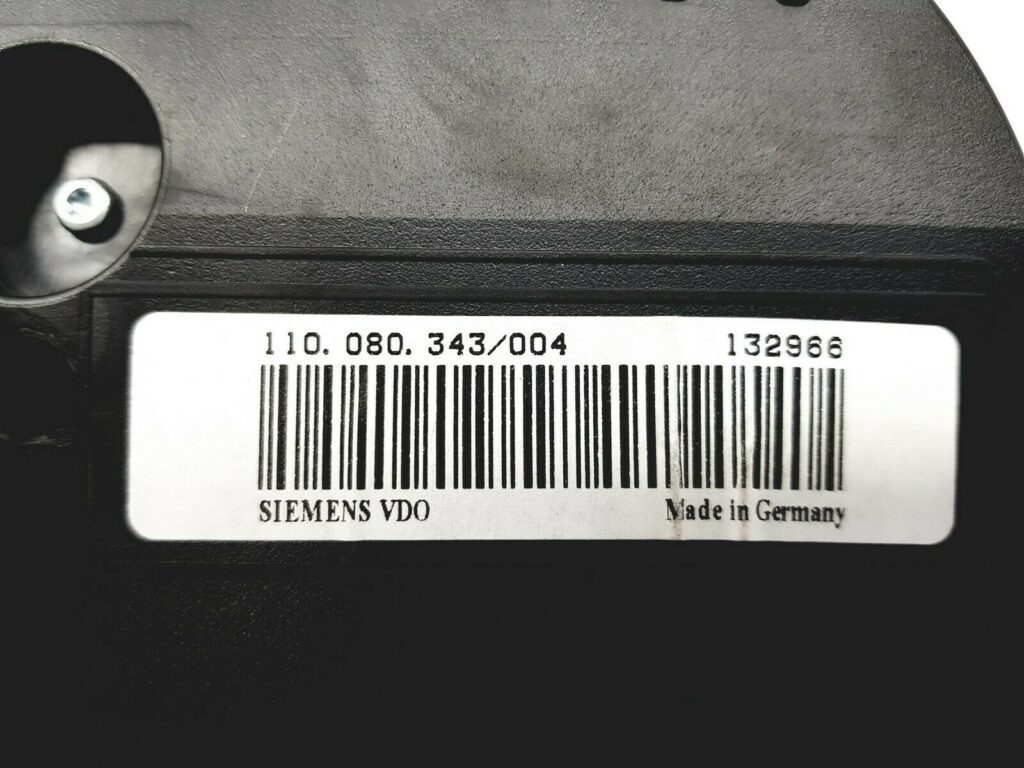 110.080.343/004 132966
SIEMENS VDO Made in Germany